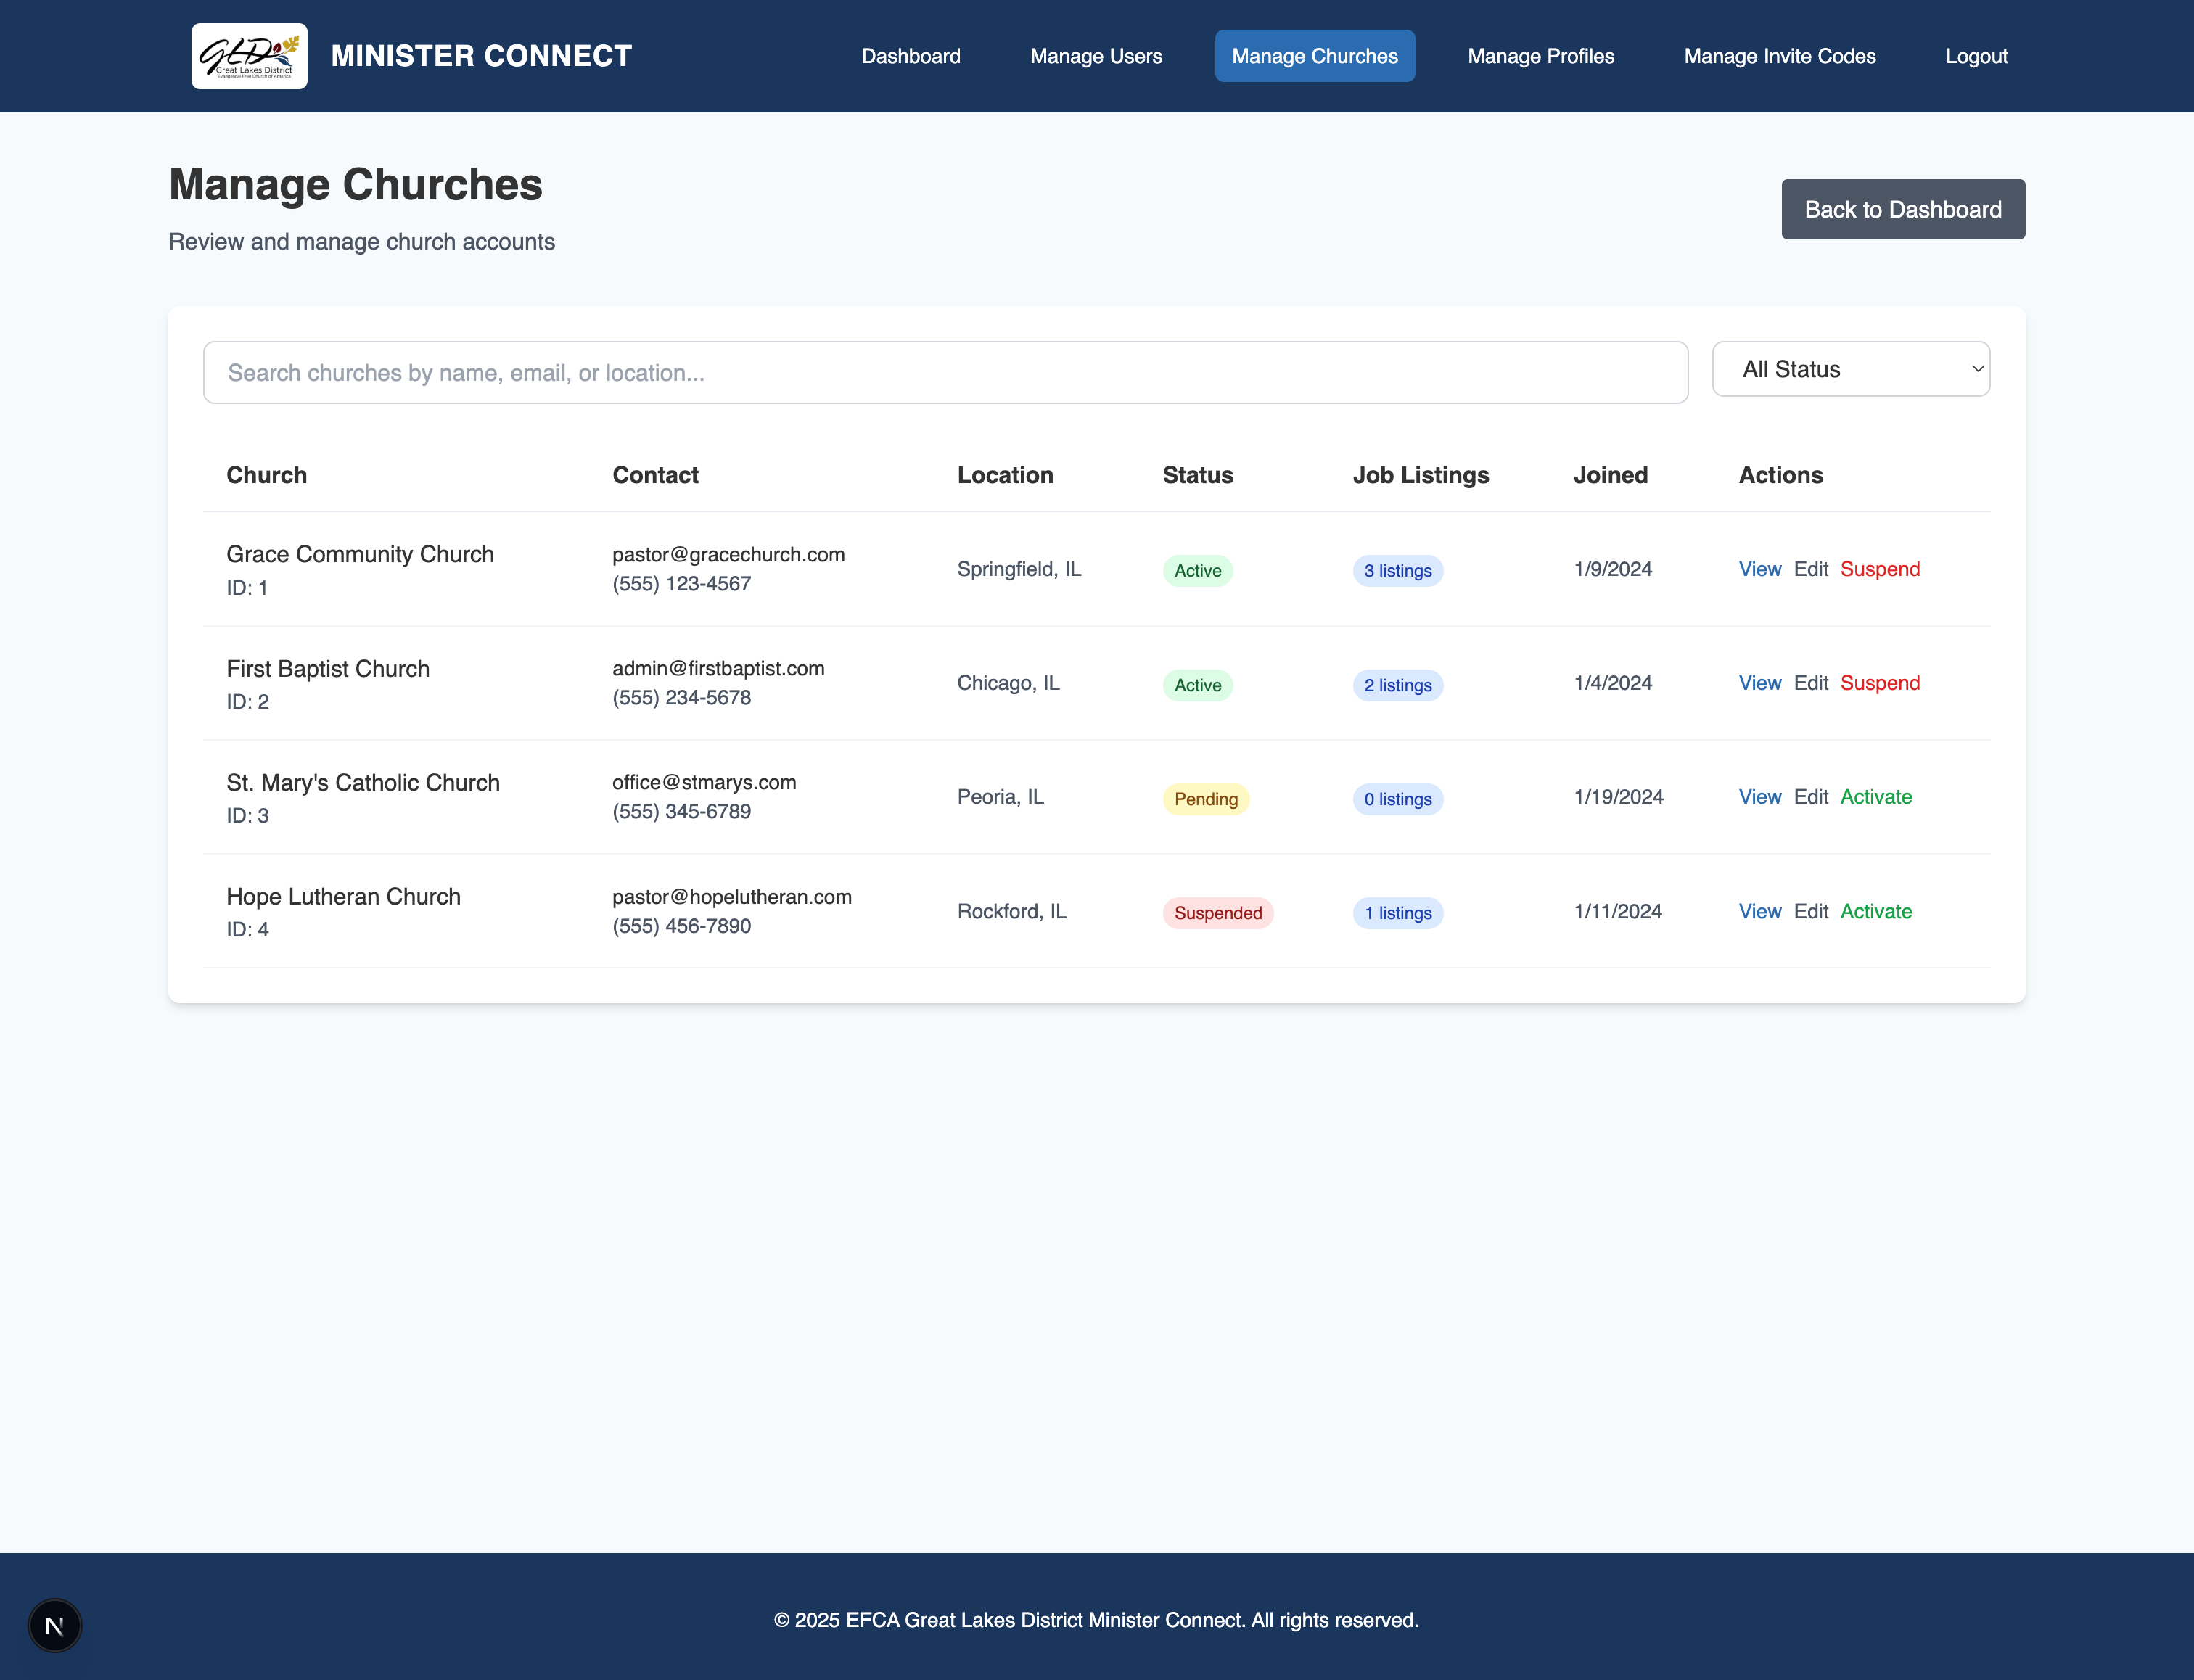 GLD
Great Lakes District
Evangelical Free Church of America
MINISTER CONNECT
Dashboard
Manage Users
Manage Churches
Manage Profiles
Manage Invite Codes
Logout
Manage Churches
Review and manage church accounts
Back to Dashboard
Search churches by name, email, or location...
All Status
Church Contact Location Status Job Listings Joined Actions
Grace Community Church
ID: 1
pastor@gracechurch.com
(555) 123-4567
Springfield, IL
Active
3 listings
1/9/2024
View Edit Suspend
First Baptist Church
ID: 2
admin@firstbaptist.com
(555) 234-5678
Chicago, IL
Active
2 listings
1/4/2024
View Edit Suspend
St. Mary's Catholic Church
ID: 3
office@stmarys.com
(555) 345-6789
Peoria, IL
Pending
0 listings
1/19/2024
View Edit Activate
Hope Lutheran Church
ID: 4
pastor@hopelutheran.com
(555) 456-7890
Rockford, IL
Suspended
1 listings
1/11/2024
View Edit Activate
N
© 2025 EFCA Great Lakes District Minister Connect. All rights reserved.